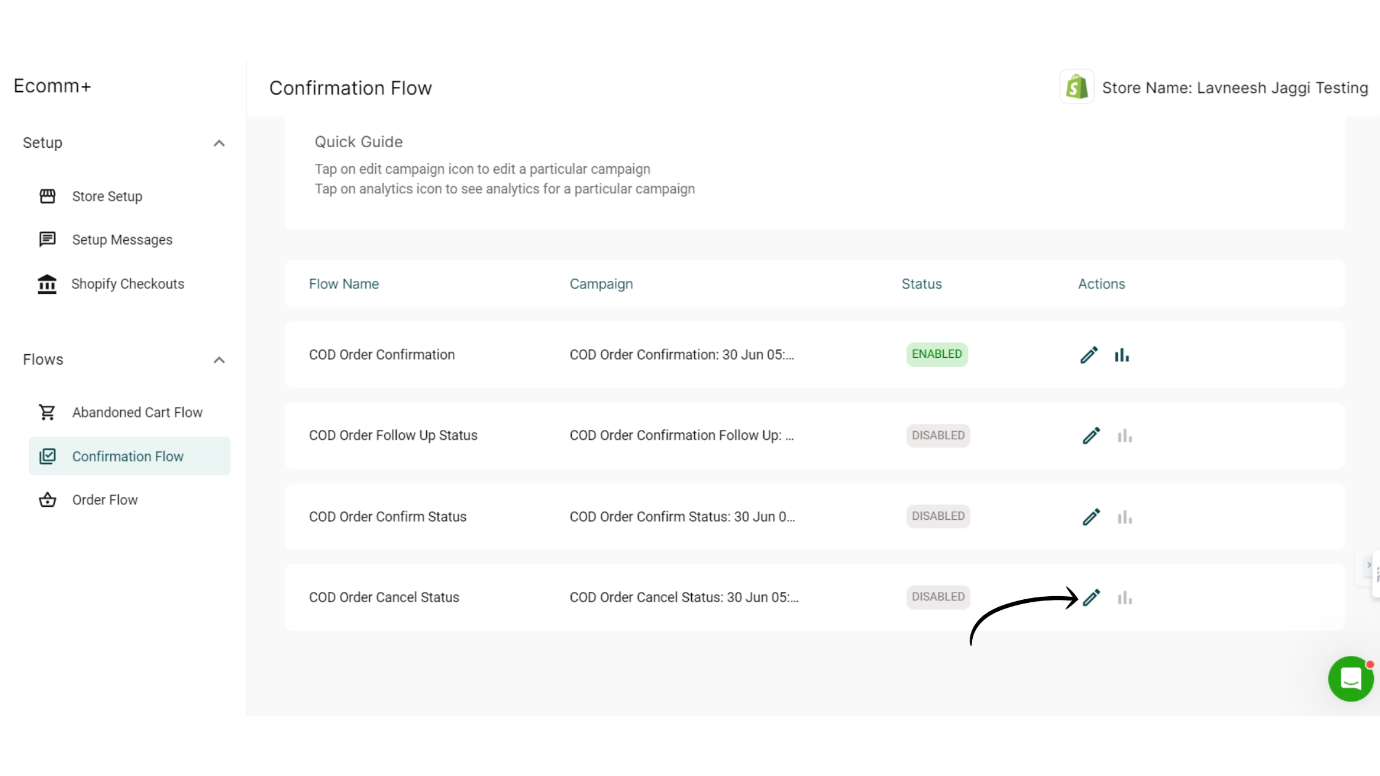 Ecomm+
Confirmation Flow
Store Name: Lavneesh Jaggi Testing
Setup
Store Setup
Setup Messages
Shopify Checkouts
Flows
Abandoned Cart Flow
Confirmation Flow
Order Flow
Quick Guide
Tap on edit campaign icon to edit a particular campaign
Tap on analytics icon to see analytics for a particular campaign
Flow Name Campaign Status Actions
COD Order Confirmation COD Order Confirmation: 30 Jun 05:... ENABLED
COD Order Follow Up Status COD Order Confirmation Follow Up: ... DISABLED
COD Order Confirm Status COD Order Confirm Status: 30 Jun 0... DISABLED
COD Order Cancel Status COD Order Cancel Status: 30 Jun 05:... DISABLED